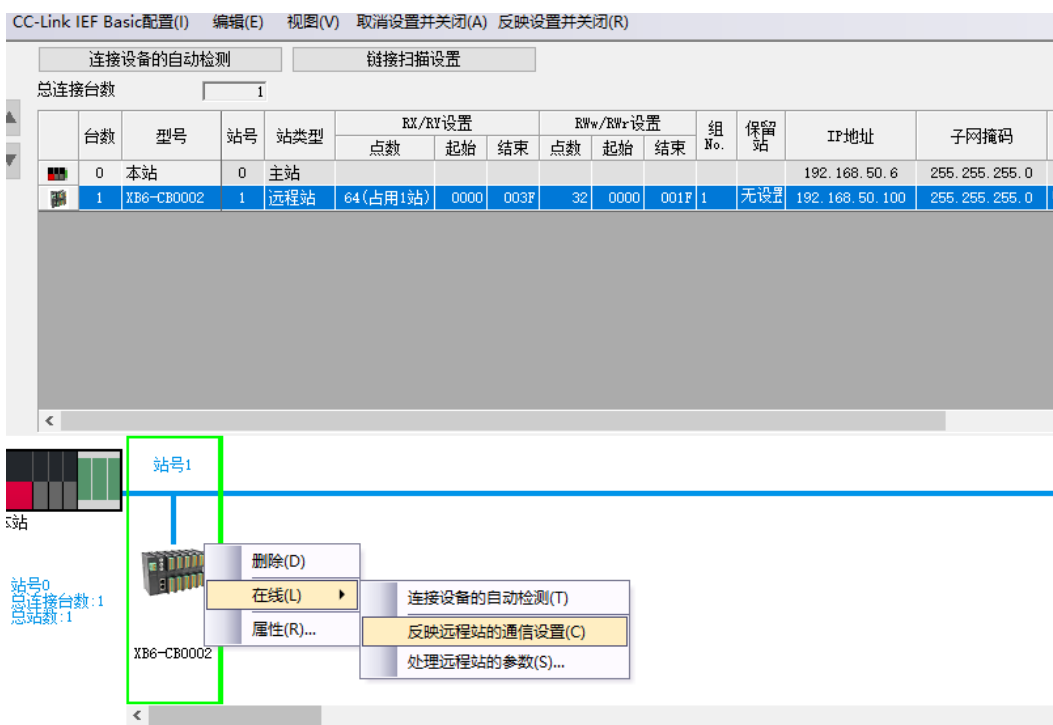 CC-Link IEF Basic配置(I) 编辑(E) 视图(V) 取消设置并关闭(A) 反映设置并关闭(R)
连接设备的自动检测 链接扫描设置
总连接台数 1
台数 型号 站号 站类型 RX/RY设置 RWw/RWr设置 组No. 保留站 IP地址 子网掩码
点数 起始 结束 点数 起始 结束
0 本站 0 主站 192.168.50.6 255.255.255.0
1 XB6-CB0002 1 远程站 64(占用1站) 0000 003F 32 0000 001F 1 无设置 192.168.50.100 255.255.255.0
站号1
本站
站号0
总连接台数:1
总站数:1
删除(D)
在线(L)
属性(R)...
连接设备的自动检测(T)
反映远程站的通信设置(C)
处理远程站的参数(S)...
XB6-CB0002